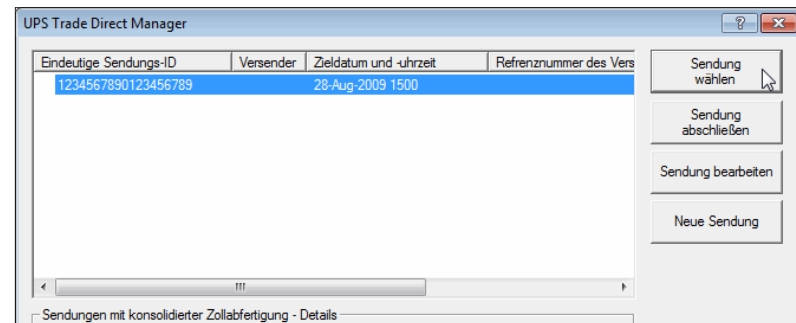 UPS Trade Direct Manager
Eindeutige Sendungs-ID Versender Zieldatum und -uhrzeit Refrenznummer des Vers
1234567890123456789 28-Aug-2009 1500
Sendung
wählen
Sendung
abschließen
Sendung bearbeiten
Neue Sendung
Sendungen mit konsolidierter Zollabfertigung - Details